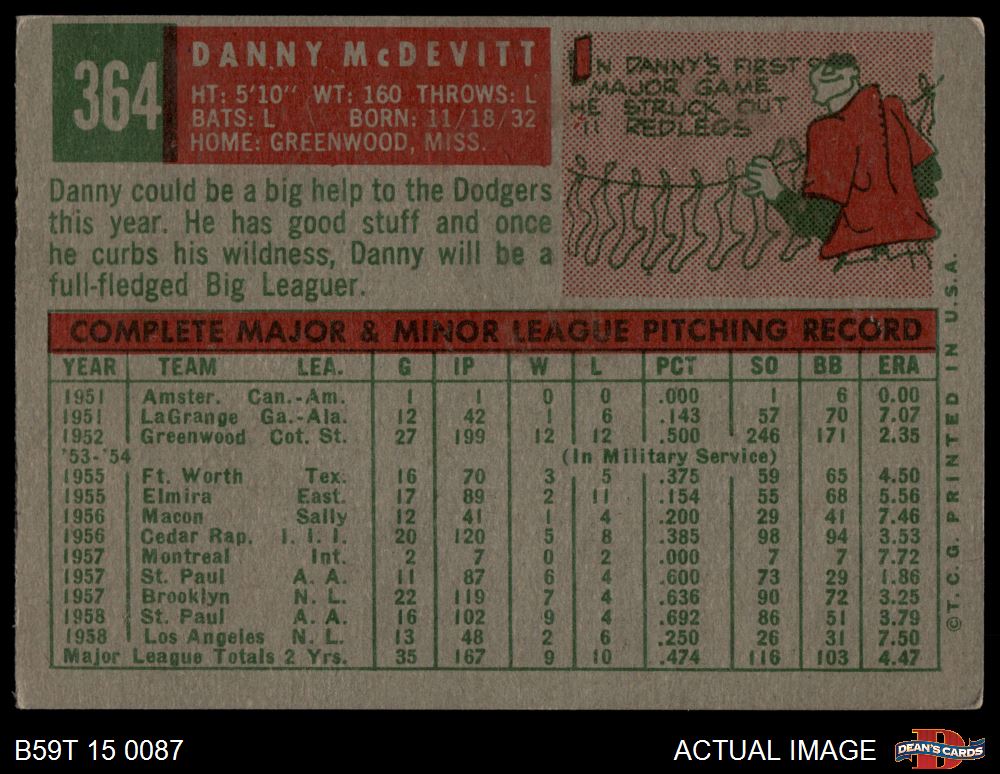 364
DANNY McDEVITT
HT: 5'10" WT: 160 THROWS: L
BATS: L BORN: 11/18/32
HOME: GREENWOOD, MISS.
IN DANNY'S FIRST
MAJOR GAME
HE STRUCK OUT
11 REDLEGS
Danny could be a big help to the Dodgers
this year. He has good stuff and once
he curbs his wildness, Danny will be a
full-fledged Big Leaguer.
COMPLETE MAJOR & MINOR LEAGUE PITCHING RECORD
YEAR TEAM LEA. G IP W L PCT SO BB ERA
1951 Amster. Can.-Am. 1 1 0 0 .000 1 6 0.00
1951 LaGrange Ga.-Ala. 12 42 1 6 .143 57 70 7.07
1952 Greenwood Cot. St. 27 199 12 12 .500 246 171 2.35
'53-'54 (In Military Service)
1955 Ft. Worth Tex. 16 70 3 5 .375 59 65 4.50
1955 Elmira East. 17 89 2 11 .154 55 68 5.56
1956 Macon Sally 12 41 1 4 .200 29 41 7.46
1956 Cedar Rap. I. I. I. 20 120 5 8 .385 98 94 3.53
1957 Montreal Int. 2 7 0 2 .000 7 7 7.72
1957 St. Paul A. A. 11 87 6 4 .600 73 29 1.86
1957 Brooklyn N. L. 22 119 7 4 .636 90 72 3.25
1958 St. Paul A. A. 16 102 9 4 .692 86 51 3.79
1958 Los Angeles N. L. 13 48 2 6 .250 26 31 7.50
Major League Totals 2 Yrs. 35 167 9 10 .474 116 103 4.47
©T. C. G. PRINTED IN U.S.A.
B59T 15 0087
ACTUAL IMAGE
DEAN'S CARDS